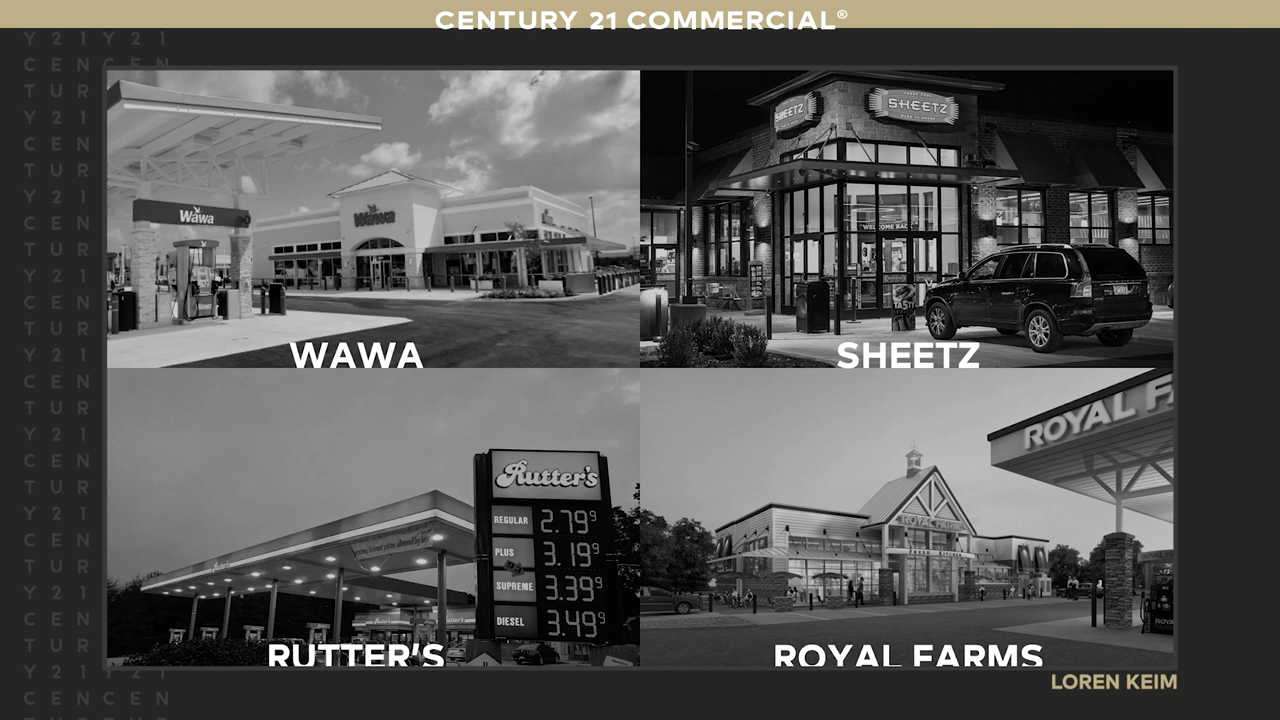 CENTURY 21 COMMERCIAL®
Wawa
Wawa
WAWA
SHEETZ
SHEETZ
WELCOME BACK
SHEETZ
Rutter's
REGULAR 2.79⁹
PLUS 3.19⁹
SUPREME 3.39⁹
DIESEL 3.49⁹
RUTTER'S
ROYAL FA
ROYAL FARMS
ROYAL FARMS
LOREN KEIM